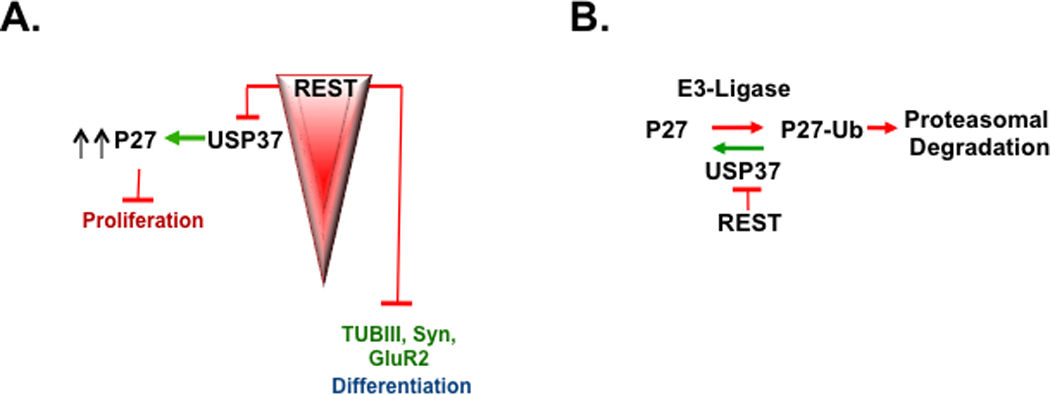 A.
REST
P27 USP37
Proliferation
TUBIII, Syn,
GluR2
Differentiation
B.
E3-Ligase
P27 P27-Ub Proteasomal
Degradation
USP37
REST